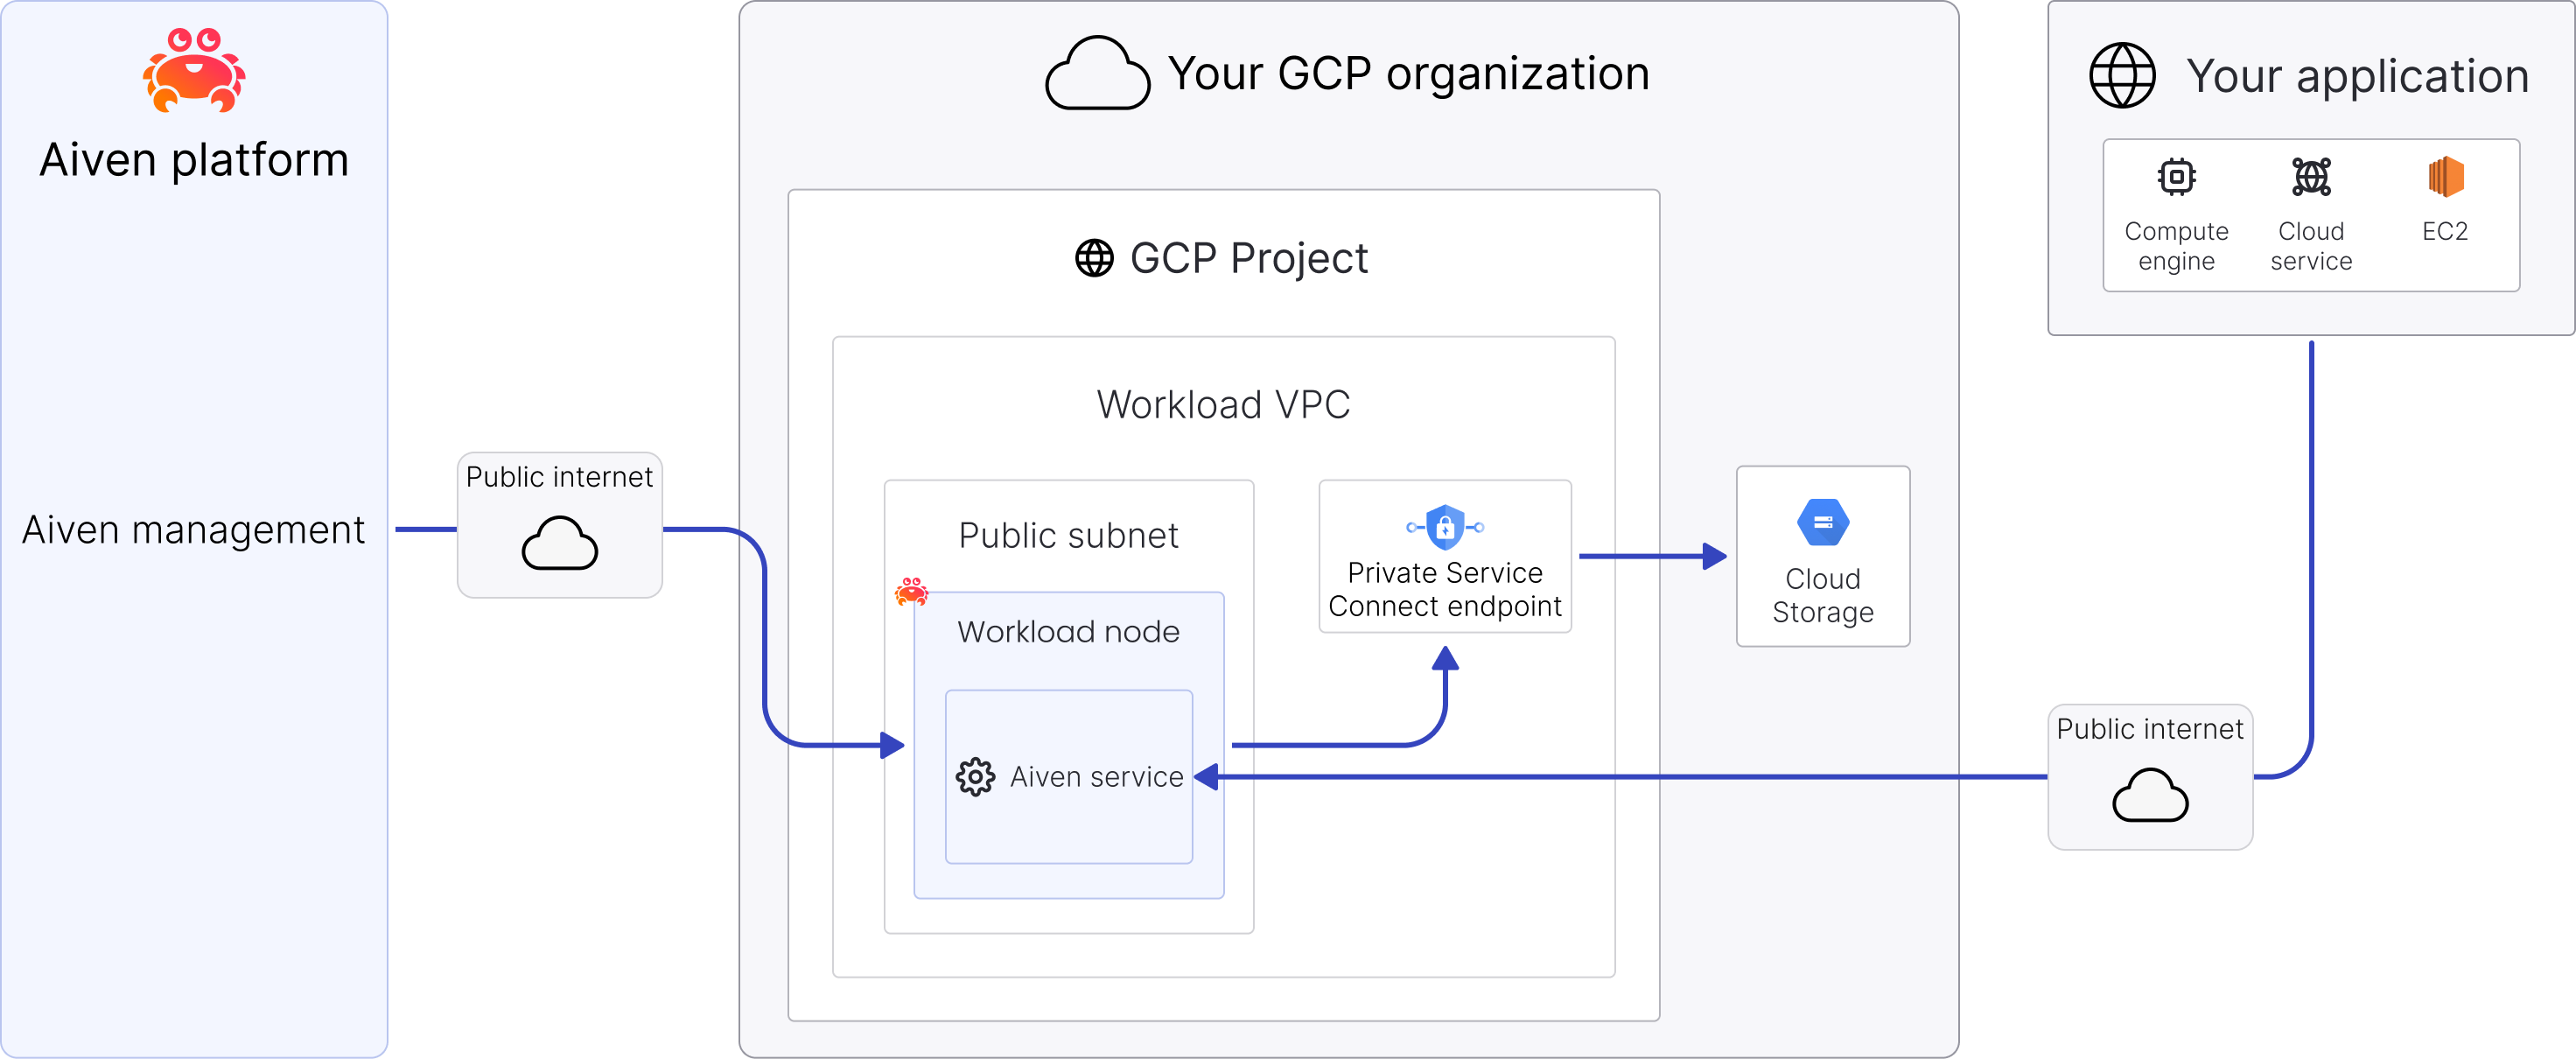 Aiven platform
Aiven management
Public internet
Your GCP organization
GCP Project
Workload VPC
Public subnet
Workload node
Aiven service
Private Service
Connect endpoint
Cloud
Storage
Your application
Compute
engine
Cloud
service
EC2
Public internet